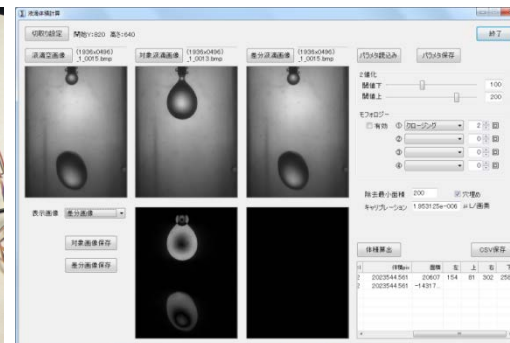 液滴体積計算
切取り設定 開始Y:820 高さ:640
終了
液滴空画像 (1936x0496) _1_0015.bmp
対象液滴画像 (1936x0496) _1_0013.bmp
差分液滴画像 (1936x0496) _1_0015.bmp
パラメタ読込み パラメタ保存
2値化
閾値下 100
閾値上 200
モフォロジー
有効 ① クロージング 2 回
② 0 回
③ 0 回
④ 0 回
除去最小面積 200 穴埋め
キャリブレーション 1.953125e-006 μL/画素
表示画像 差分画像
対象画像保存
差分画像保存
体積算出 CSV保存
面積 左 上 右 下
2023544.561 20607 154 81 302 256
2023544.561 -14317...